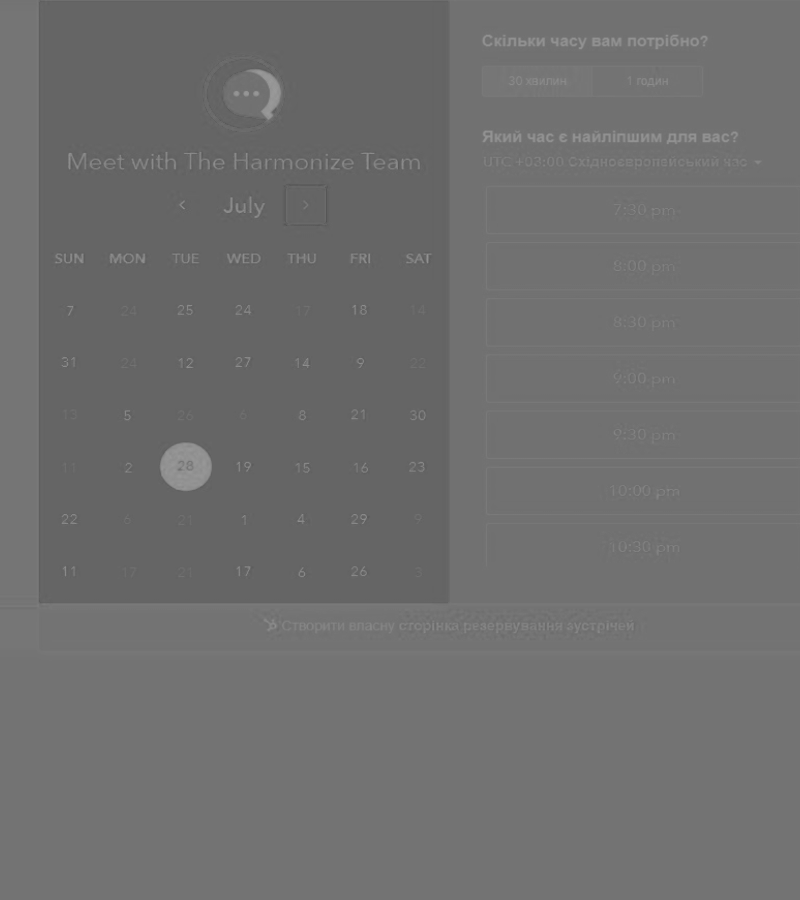 Meet with The Harmonize Team
July
SUN MON TUE WED THU FRI SAT
7 24 25 24 17 18 14
31 24 12 27 14 9 22
13 5 26 6 8 21 30
11 2 28 19 15 16 23
22 6 21 1 4 29 9
11 17 21 17 6 26 3
Скільки часу вам потрібно?
30 хвилин 1 годин
Який час є найліпшим для вас?
UTC +03:00 Східноєвропейський час
7:30 pm
8:00 pm
8:30 pm
9:00 pm
9:30 pm
10:00 pm
10:30 pm
Створити власну сторінка резервування зустрічей